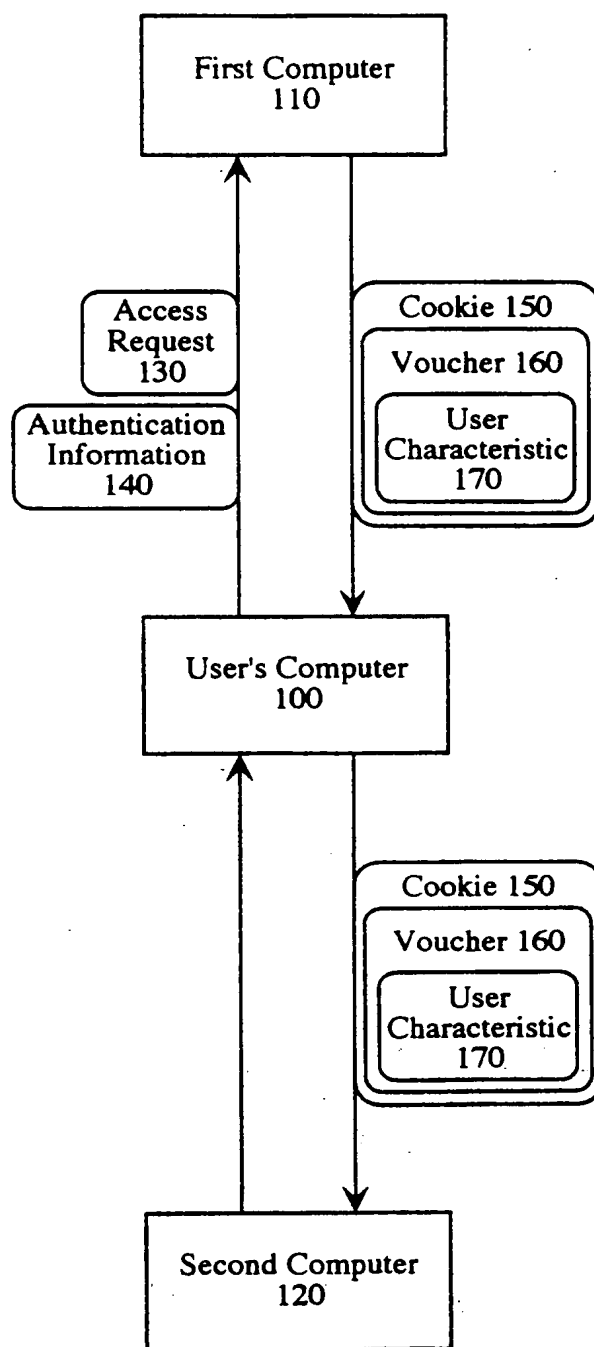 First Computer
110
Access
Request
130
Authentication
Information
140
Cookie 150
Voucher 160
User
Characteristic
170
User's Computer
100
Cookie 150
Voucher 160
User
Characteristic
170
Second Computer
120